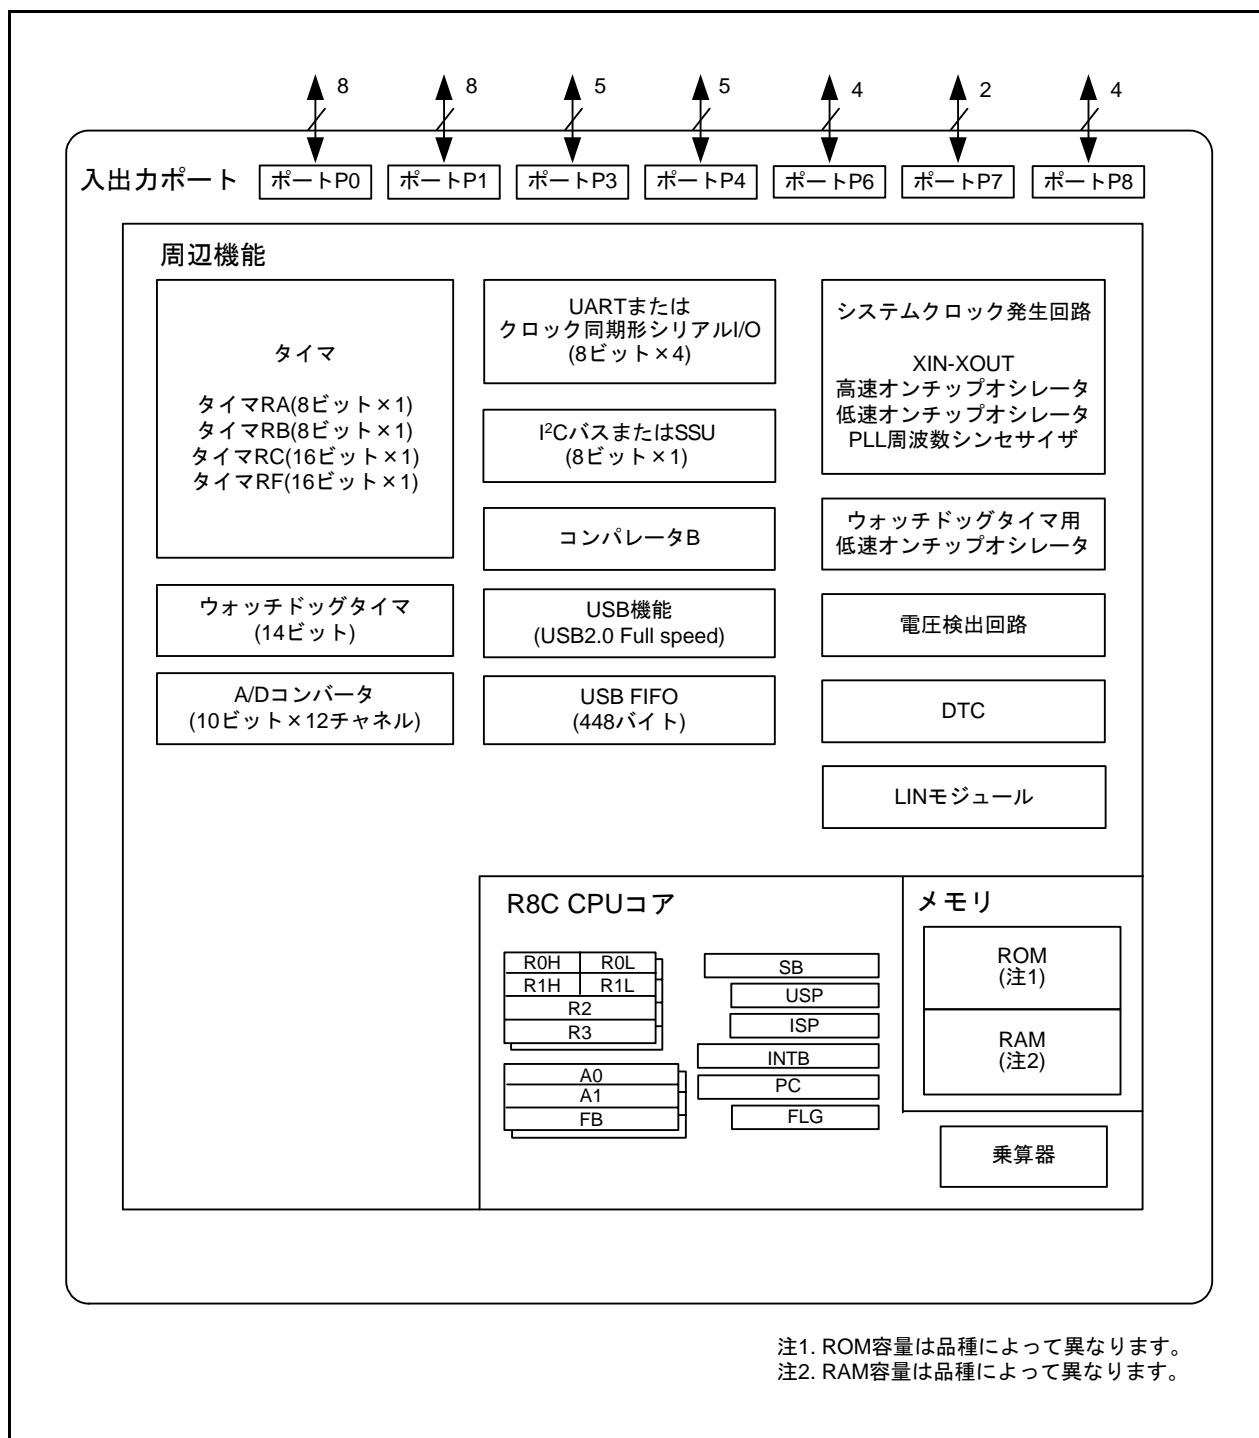 8
8
5
5
4
2
4
入出力ポート
ポートP0
ポートP1
ポートP3
ポートP4
ポートP6
ポートP7
ポートP8
周辺機能
タイマ
タイマRA(8ビット×1)
タイマRB(8ビット×1)
タイマRC(16ビット×1)
タイマRF(16ビット×1)
ウォッチドッグタイマ
(14ビット)
A/Dコンバータ
(10ビット×12チャネル)
UARTまたは
クロック同期形シリアルI/O
(8ビット×4)
I²CバスまたはSSU
(8ビット×1)
コンパレータB
USB機能
(USB2.0 Full speed)
USB FIFO
(448バイト)
システムクロック発生回路
XIN-XOUT
高速オンチップオシレータ
低速オンチップオシレータ
PLL周波数シンセサイザ
ウォッチドッグタイマ用
低速オンチップオシレータ
電圧検出回路
DTC
LINモジュール
R8C CPUコア
R0H
R0L
R1H
R1L
R2
R3
A0
A1
FB
SB
USP
ISP
INTB
PC
FLG
メモリ
ROM
(注1)
RAM
(注2)
乗算器
注1. ROM容量は品種によって異なります。
注2. RAM容量は品種によって異なります。